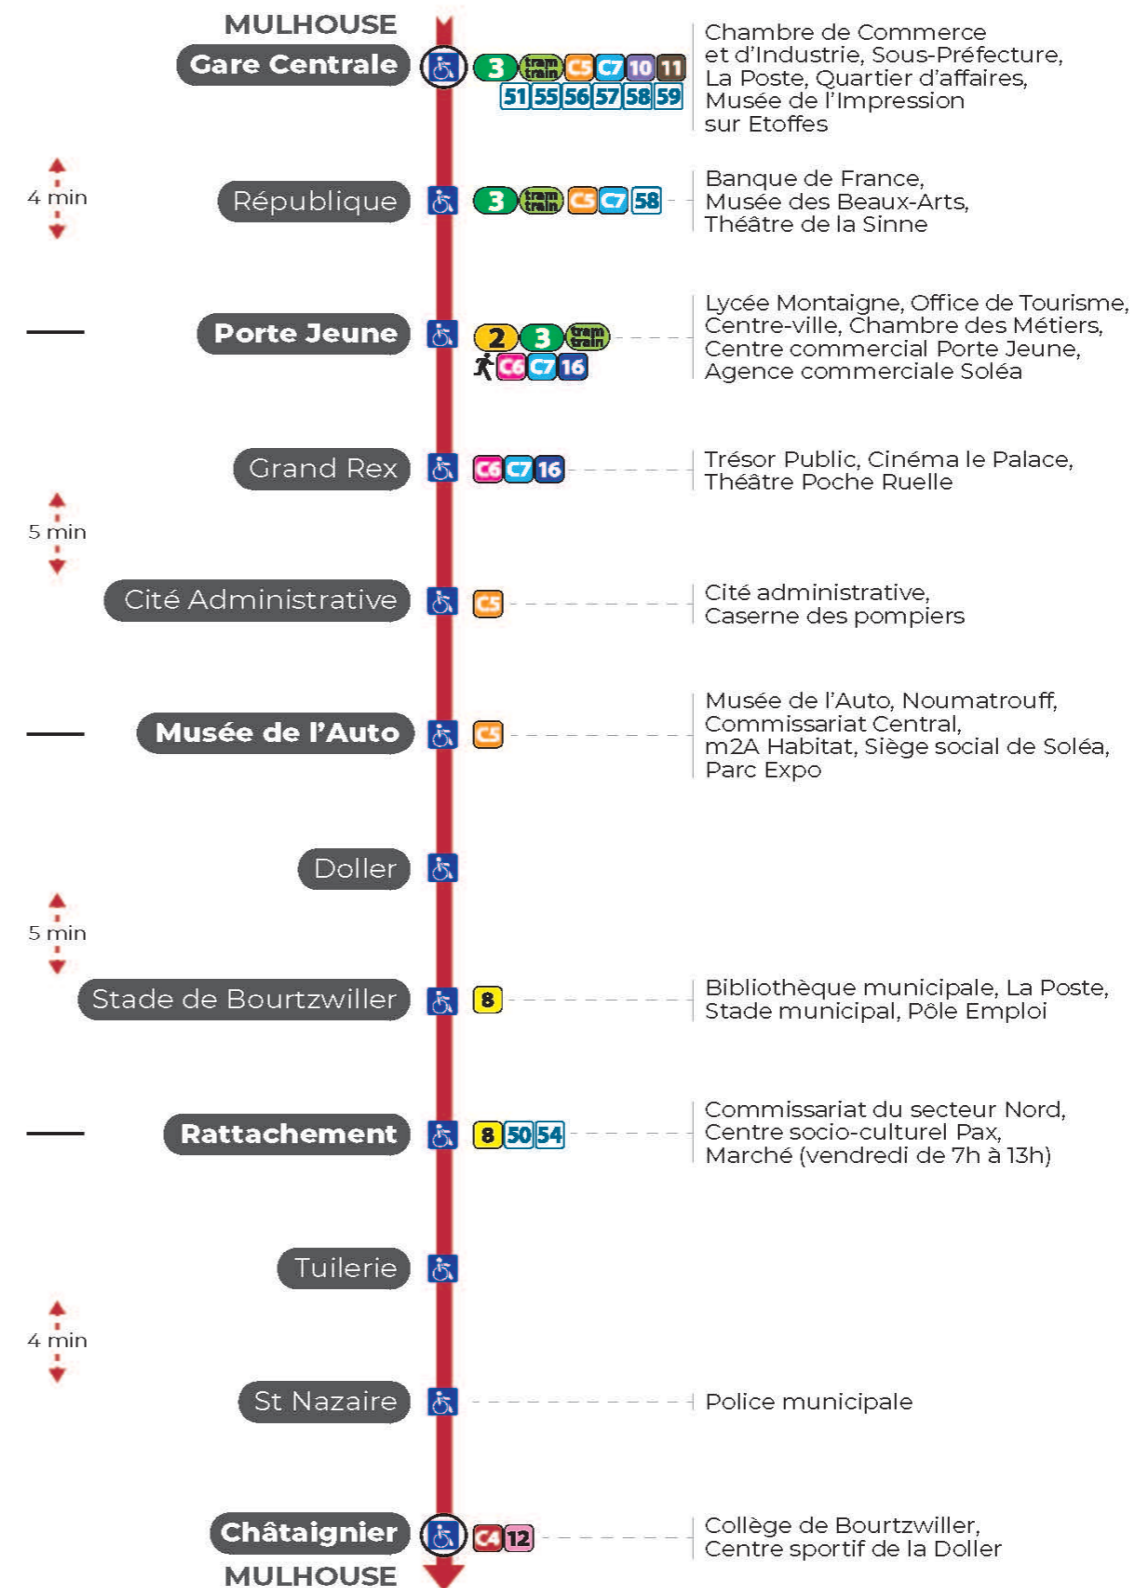 MULHOUSE
Gare Centrale
3 tram train C5 C7 10 11
51 55 56 57 58 59
Chambre de Commerce
et d'Industrie, Sous-Préfecture,
La Poste, Quartier d'affaires,
Musée de l'Impression
sur Etoffes
4 min
République
3 tram train C5 C7 58
Banque de France,
Musée des Beaux-Arts,
Théâtre de la Sinne
Porte Jeune
2 3 tram train
C6 C7 16
Lycée Montaigne, Office de Tourisme,
Centre-ville, Chambre des Métiers,
Centre commercial Porte Jeune,
Agence commerciale Soléa
Grand Rex
C6 C7 16
Trésor Public, Cinéma le Palace,
Théâtre Poche Ruelle
5 min
Cité Administrative
C5
Cité administrative,
Caserne des pompiers
Musée de l'Auto
C5
Musée de l'Auto, Noumatrouff,
Commissariat Central,
m2A Habitat, Siège social de Soléa,
Parc Expo
Doller
5 min
Stade de Bourtzwiller
8
Bibliothèque municipale, La Poste,
Stade municipal, Pôle Emploi
Rattachement
8 50 54
Commissariat du secteur Nord,
Centre socio-culturel Pax,
Marché (vendredi de 7h à 13h)
Tuilerie
4 min
St Nazaire
Police municipale
Châtaignier
C4 12
Collège de Bourtzwiller,
Centre sportif de la Doller
MULHOUSE